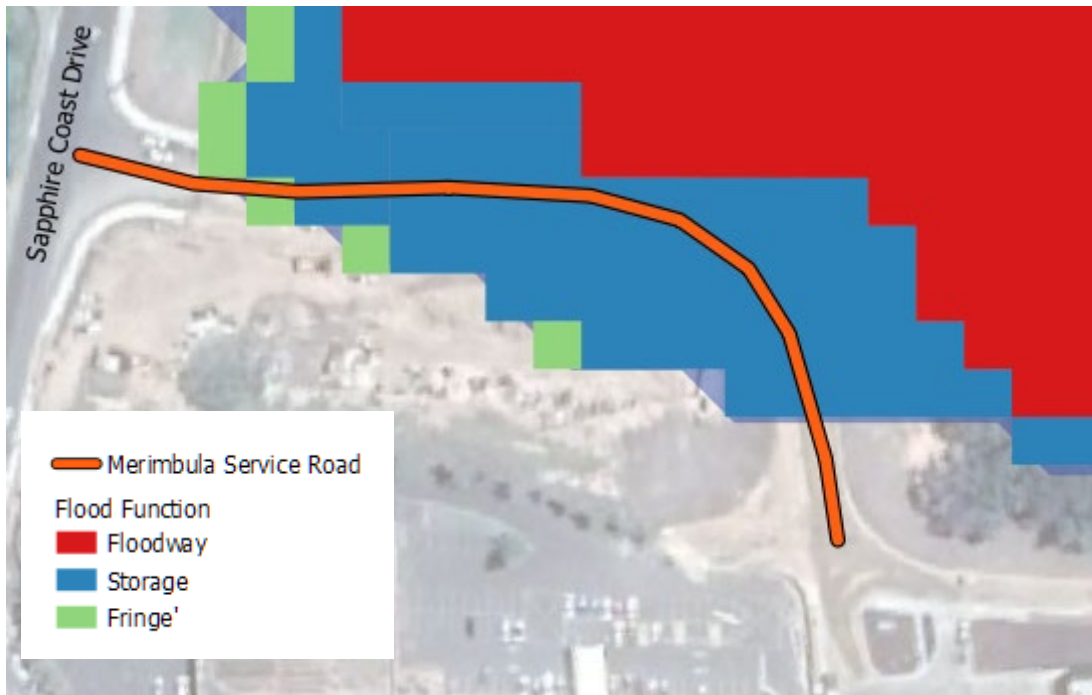 Sapphire Coast Drive
Merimbula Service Road
Flood Function
Floodway
Storage
Fringe'